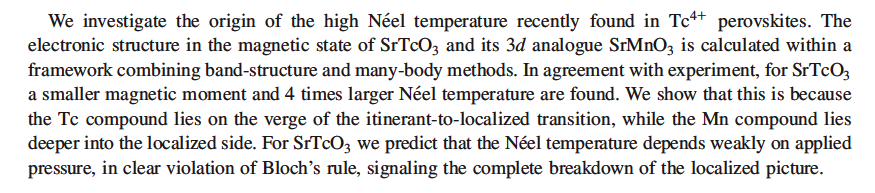 We investigate the origin of the high Néel temperature recently found in Tc⁴⁺ perovskites. The
electronic structure in the magnetic state of SrTcO₃ and its 3d analogue SrMnO₃ is calculated within a
framework combining band-structure and many-body methods. In agreement with experiment, for SrTcO₃
a smaller magnetic moment and 4 times larger Néel temperature are found. We show that this is because
the Tc compound lies on the verge of the itinerant-to-localized transition, while the Mn compound lies
deeper into the localized side. For SrTcO₃ we predict that the Néel temperature depends weakly on applied
pressure, in clear violation of Bloch’s rule, signaling the complete breakdown of the localized picture.